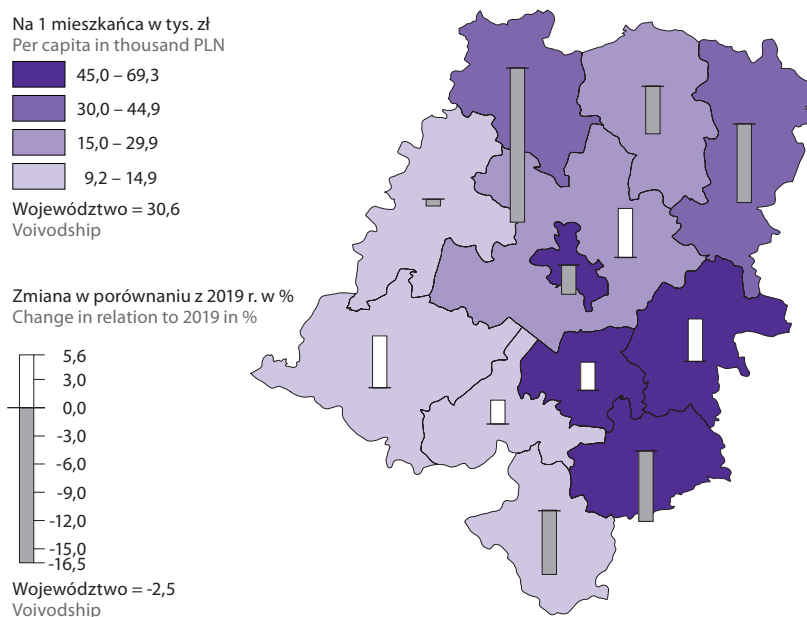 Na 1 mieszkańca w tys. zł
Per capita in thousand PLN
45,0 – 69,3
30,0 – 44,9
15,0 – 29,9
9,2 – 14,9
Województwo = 30,6
Voivodship
Zmiana w porównaniu z 2019 r. w %
Change in relation to 2019 in %
5,6
3,0
0,0
-3,0
-6,0
-9,0
-12,0
-15,0
-16,5
Województwo = -2,5
Voivodship